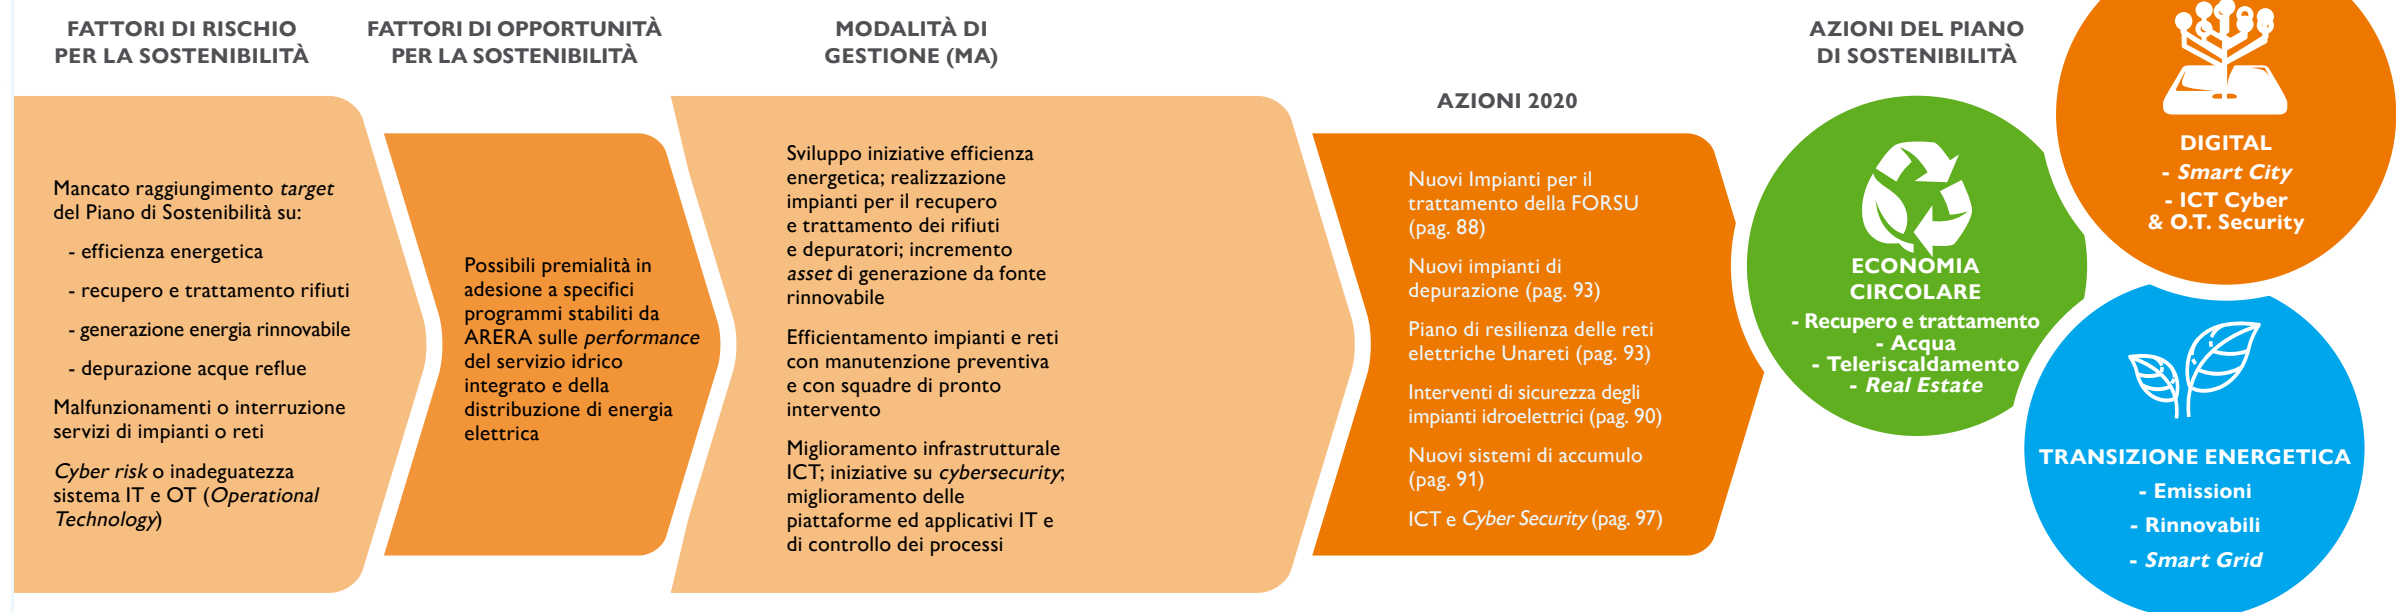 FATTORI DI RISCHIO
PER LA SOSTENIBILITÀ
Mancato raggiungimento target
del Piano di Sostenibilità su:
- efficienza energetica
- recupero e trattamento rifiuti
- generazione energia rinnovabile
- depurazione acque reflue
Malfunzionamenti o interruzione
servizi di impianti o reti
Cyber risk o inadeguatezza
sistema IT e OT (Operational
Technology)
FATTORI DI OPPORTUNITÀ
PER LA SOSTENIBILITÀ
Possibili premialità in
adesione a specifici
programmi stabiliti da
ARERA sulle performance
del servizio idrico
integrato e della
distribuzione di energia
elettrica
MODALITÀ DI
GESTIONE (MA)
Sviluppo iniziative efficienza
energetica; realizzazione
impianti per il recupero
e trattamento dei rifiuti
e depuratori; incremento
asset di generazione da fonte
rinnovabile
Efficientamento impianti e reti
con manutenzione preventiva
e con squadre di pronto
intervento
Miglioramento infrastrutturale
ICT; iniziative su cybersecurity;
miglioramento delle
piattaforme ed applicativi IT e
di controllo dei processi
AZIONI 2020
Nuovi Impianti per il
trattamento della FORSU
(pag. 88)
Nuovi impianti di
depurazione (pag. 93)
Piano di resilienza delle reti
elettriche Unareti (pag. 93)
Interventi di sicurezza degli
impianti idroelettrici (pag. 90)
Nuovi sistemi di accumulo
(pag. 91)
ICT e Cyber Security (pag. 97)
AZIONI DEL PIANO
DI SOSTENIBILITÀ
ECONOMIA
CIRCOLARE
- Recupero e trattamento
- Acqua
- Teleriscaldamento
- Real Estate
DIGITAL
- Smart City
- ICT Cyber
& O.T. Security
TRANSIZIONE ENERGETICA
- Emissioni
- Rinnovabili
- Smart Grid